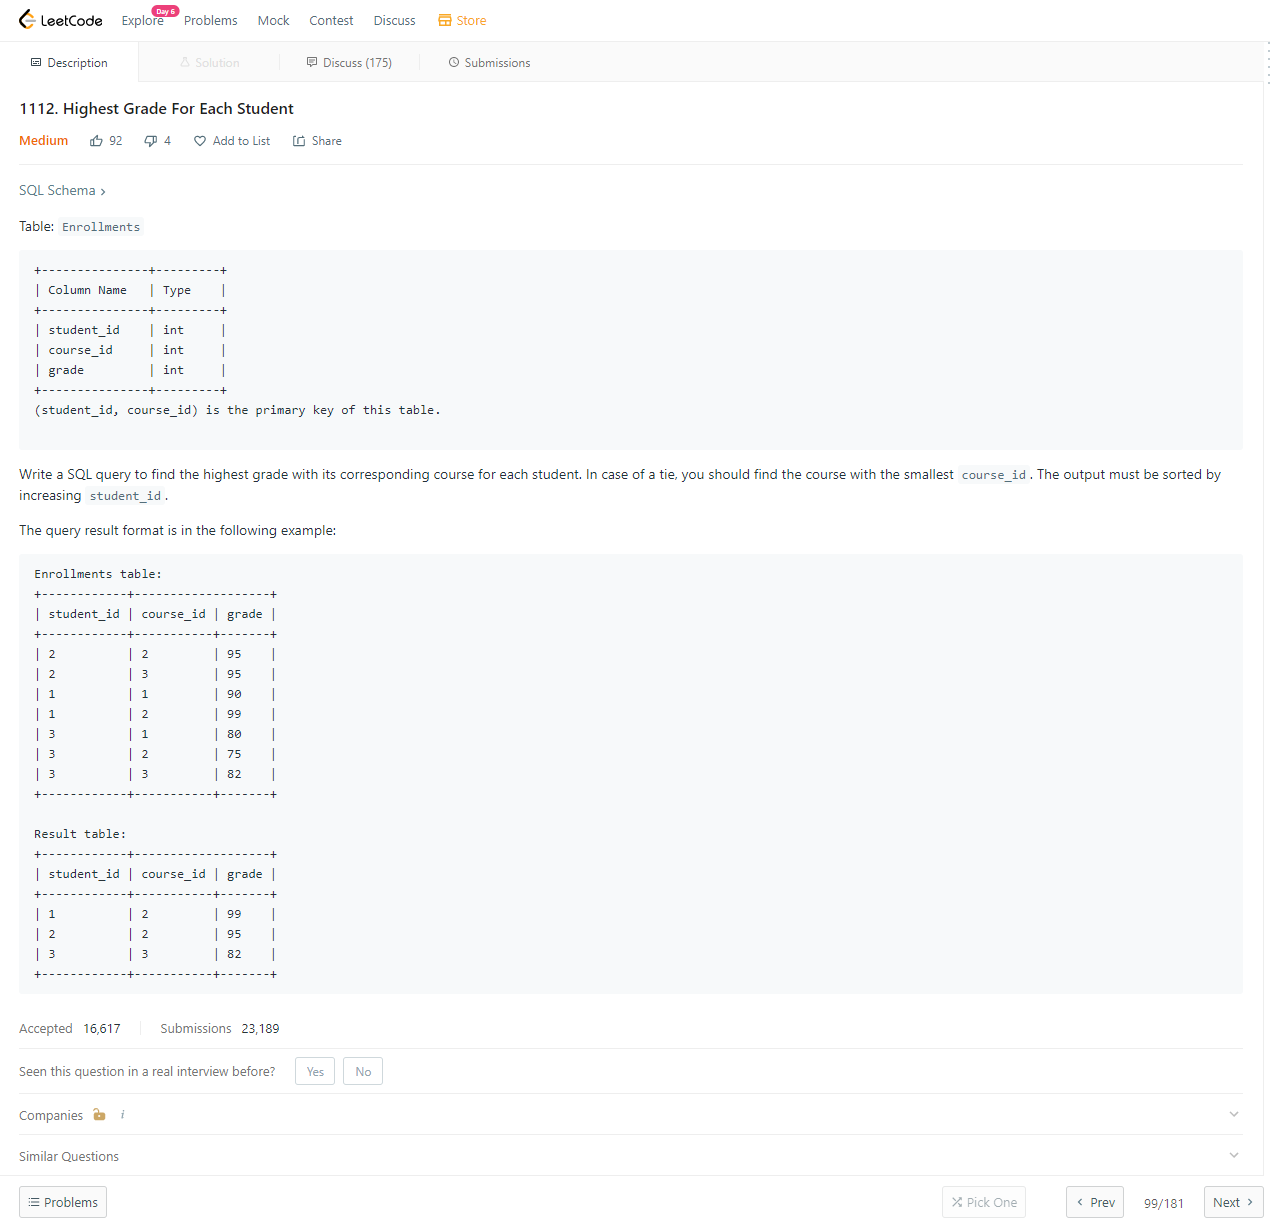 LeetCode Explore Day 6 Problems Mock Contest Discuss Store
Description Solution Discuss (175) Submissions
1112. Highest Grade For Each Student
Medium 92 4 Add to List Share
SQL Schema >
Table: Enrollments
+---------------+---------+
| Column Name   | Type    |
+---------------+---------+
| student_id    | int     |
| course_id     | int     |
| grade         | int     |
+---------------+---------+
(student_id, course_id) is the primary key of this table.
Write a SQL query to find the highest grade with its corresponding course for each student. In case of a tie, you should find the course with the smallest course_id. The output must be sorted by
increasing student_id.
The query result format is in the following example:
Enrollments table:
+------------+-------------------+
| student_id | course_id | grade |
+------------+-----------+-------+
| 2          | 2         | 95    |
| 2          | 3         | 95    |
| 1          | 1         | 90    |
| 1          | 2         | 99    |
| 3          | 1         | 80    |
| 3          | 2         | 75    |
| 3          | 3         | 82    |
+------------+-----------+-------+
Result table:
+------------+-------------------+
| student_id | course_id | grade |
+------------+-----------+-------+
| 1          | 2         | 99    |
| 2          | 2         | 95    |
| 3          | 3         | 82    |
+------------+-----------+-------+
Accepted 16,617 Submissions 23,189
Seen this question in a real interview before? Yes No
Companies i
Similar Questions
Problems Pick One < Prev 99/181 Next >